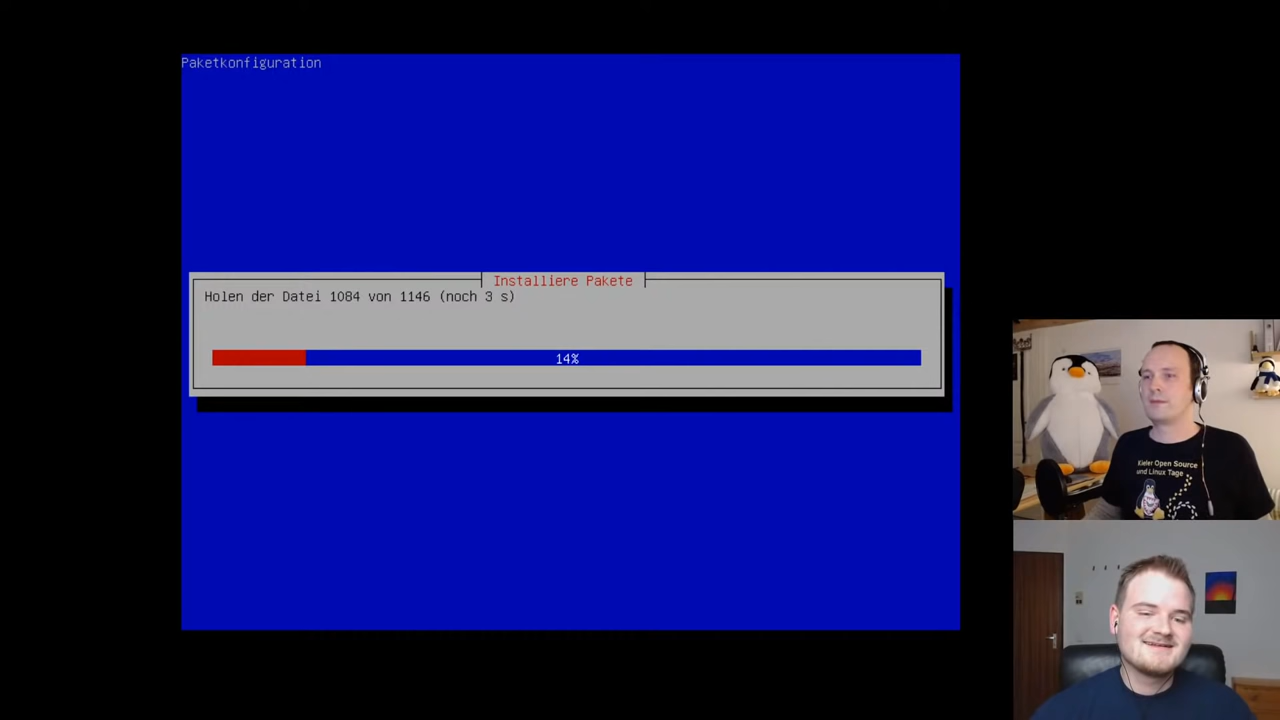 Paketkonfiguration
Installiere Pakete
Holen der Datei 1084 von 1146 (noch 3 s)
14%
Kieler Open Source
und Linux Tage